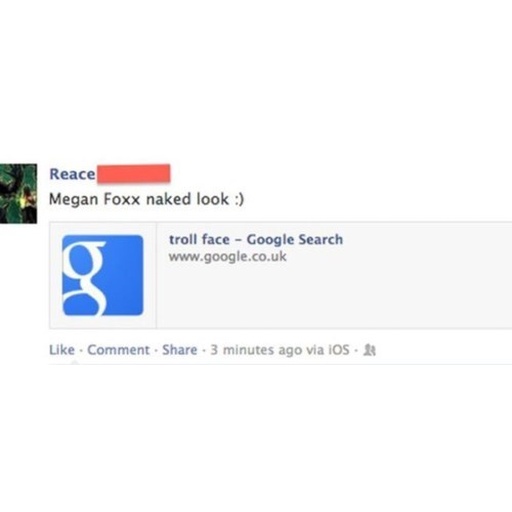 Reace
Megan Foxx naked look :)
troll face - Google Search
www.google.co.uk
Like · Comment · Share · 3 minutes ago via iOS ·